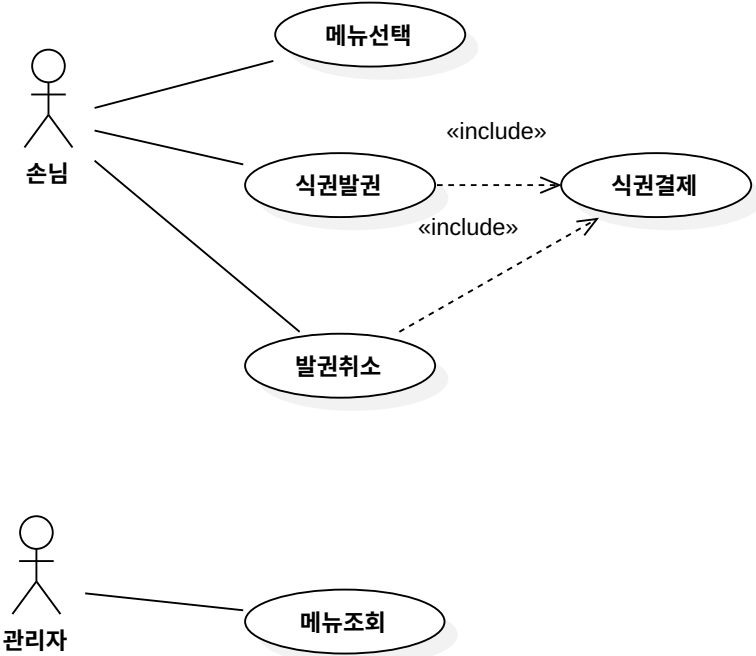 메뉴선택
«include»
손님
식권발권
식권결제
«include»
발권취소
메뉴조회
관리자